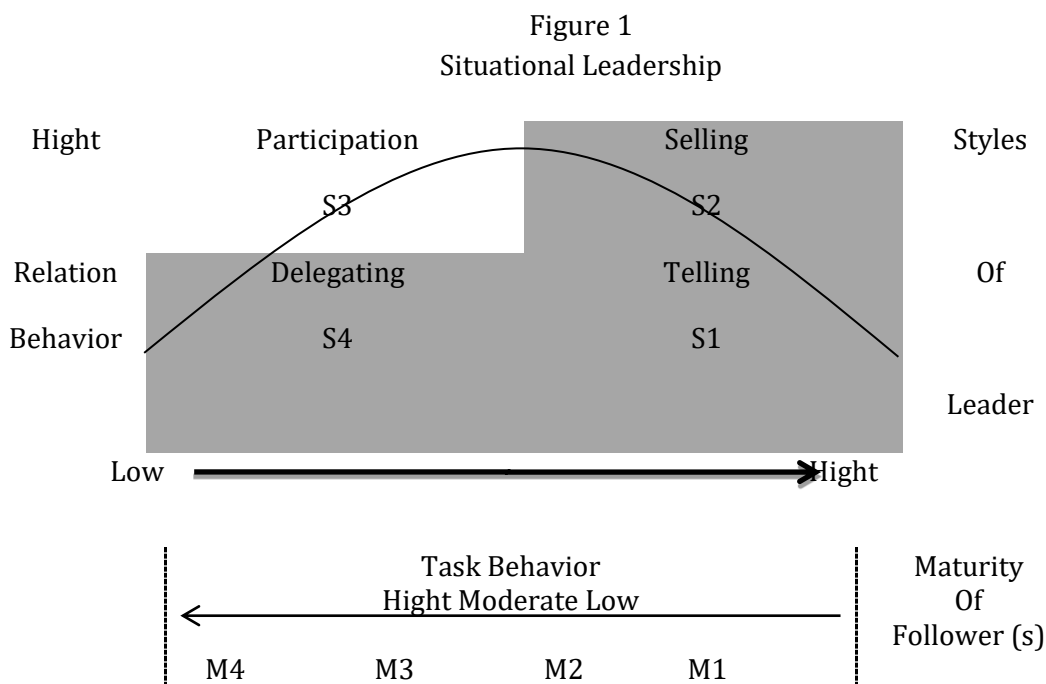 Figure 1
Situational Leadership
Hight Participation Selling Styles
S3 S2
Relation Delegating Telling Of
Behavior S4 S1
Leader
Low Hight
Task Behavior Maturity
Hight Moderate Low Of
Follower (s)
M4 M3 M2 M1